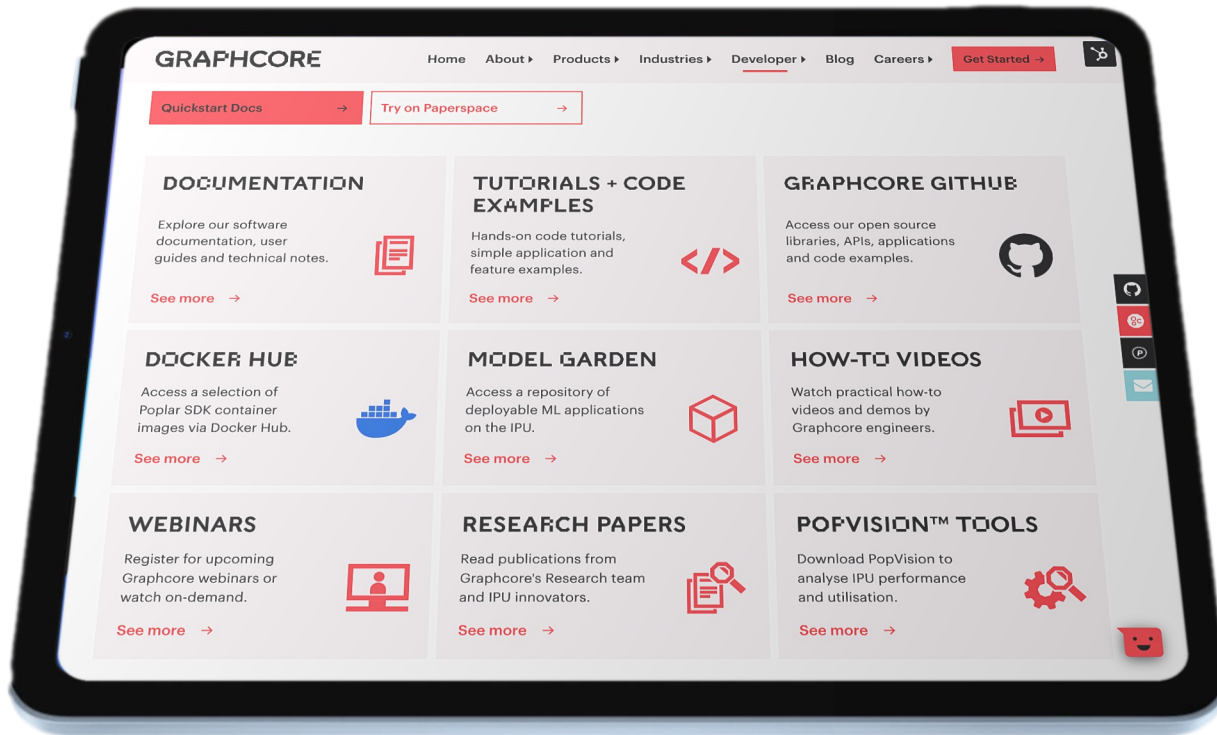 GRAPHCORE
Home About Products Industries Developer Blog Careers Get Started →
Quickstart Docs →
Try on Paperspace →
DOCUMENTATION
Explore our software
documentation, user
guides and technical notes.
See more →
TUTORIALS + CODE
EXAMPLES
Hands-on code tutorials,
simple application and
feature examples.
See more →
GRAPHCORE GITHUB
Access our open source
libraries, APIs, applications
and code examples.
See more →
DOCKER HUB
Access a selection of
Poplar SDK container
images via Docker Hub.
See more →
MODEL GARDEN
Access a repository of
deployable ML applications
on the IPU.
See more →
HOW-TO VIDEOS
Watch practical how-to
videos and demos by
Graphcore engineers.
See more →
WEBINARS
Register for upcoming
Graphcore webinars or
watch on-demand.
See more →
RESEARCH PAPERS
Read publications from
Graphcore's Research team
and IPU innovators.
See more →
POPVISION™ TOOLS
Download PopVision to
analyse IPU performance
and utilisation.
See more →